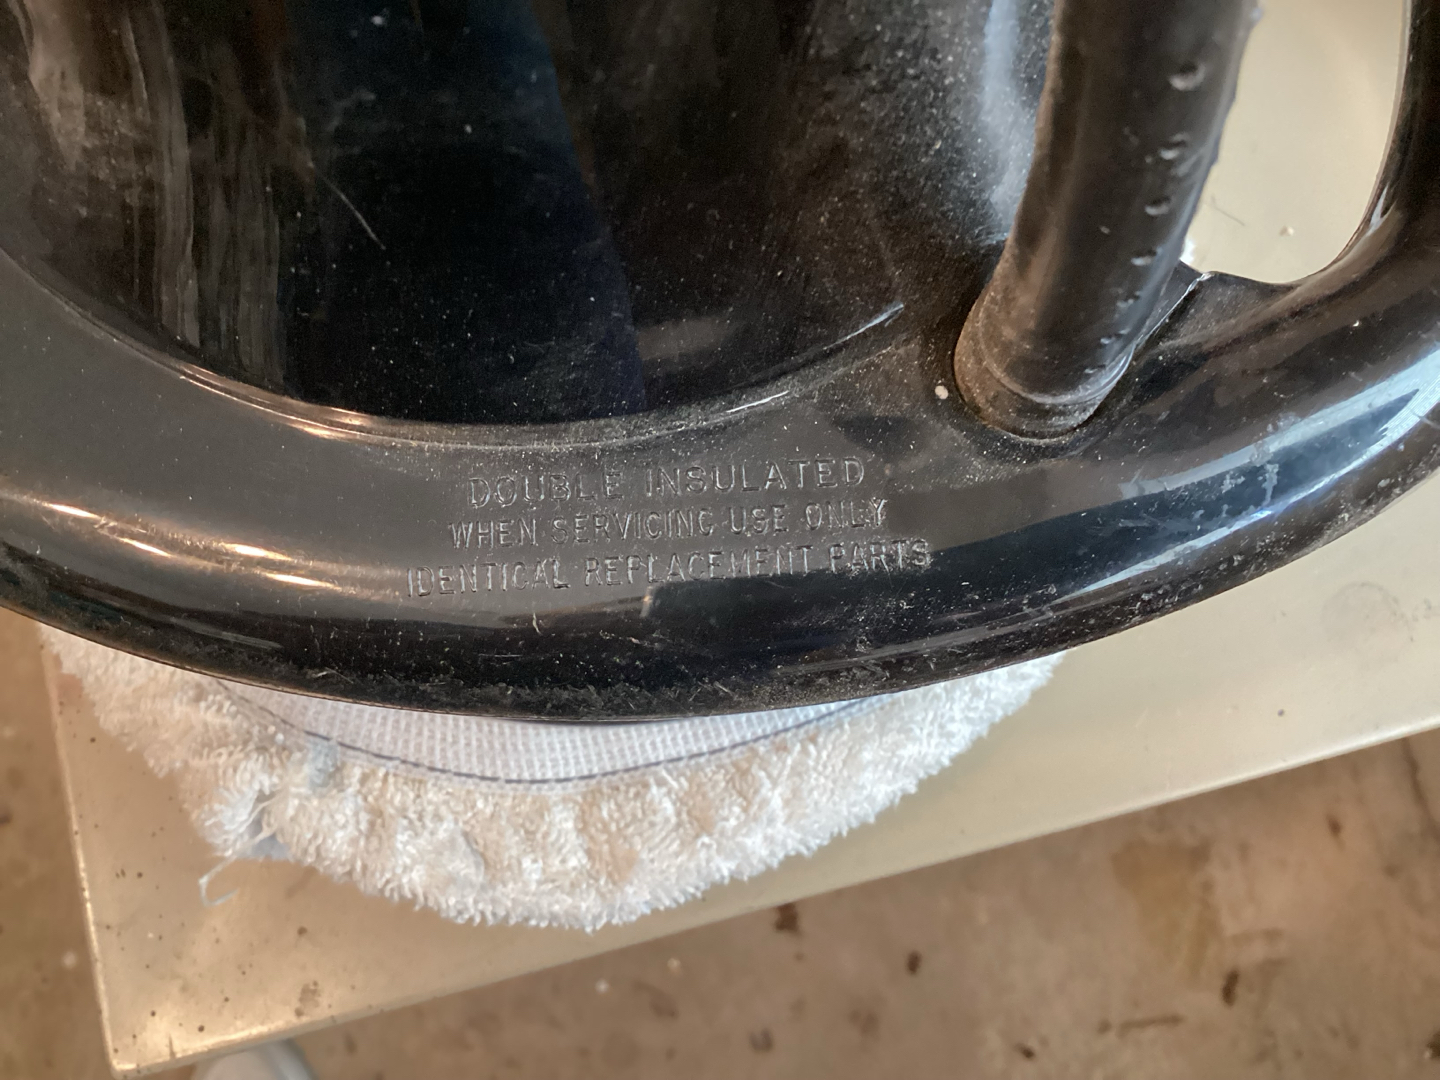 DOUBLE INSULATED
WHEN SERVICING USE ONLY
IDENTICAL REPLACEMENT PARTS